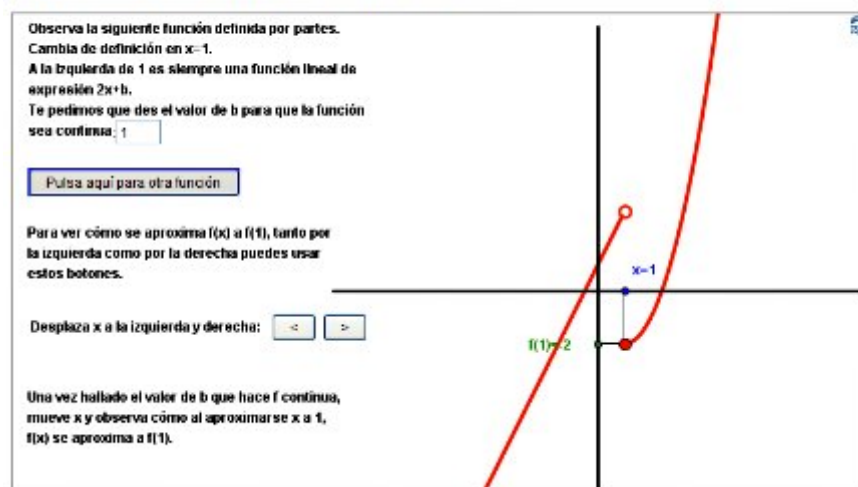 Observa la siguiente función definida por partes.
Cambia de definición en x=1.
A la izquierda de 1 es siempre una función lineal de
expresión 2x+b.
Te pedimos que des el valor de b para que la función
sea continua: 1
Pulsa aquí para otra función
Para ver cómo se aproxima f(x) a f(1), tanto por
la izquierda como por la derecha puedes usar
estos botones.
Desplaza x a la izquierda y derecha: < >
Una vez hallado el valor de b que hace f continua,
mueve x y observa cómo al aproximarse x a 1,
f(x) se aproxima a f(1).
x=1
f(1)=-2